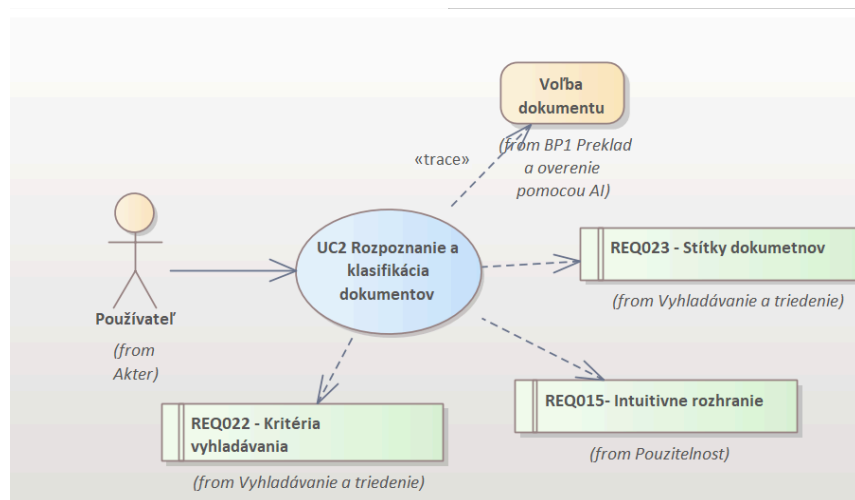 Voľba
dokumentu
«trace»
(from BP1 Preklad
a overenie
pomocou AI)
UC2 Rozpoznanie a
klasifikácia
dokumentov
REQ023 - Stítky dokumetnov
(from Vyhladávanie a triedenie)
Používateľ
(from
Akter)
REQ015- Intuitivne rozhranie
(from Pouzitelnost)
REQ022 - Kritéria
vyhladávania
(from Vyhladávanie a triedenie)